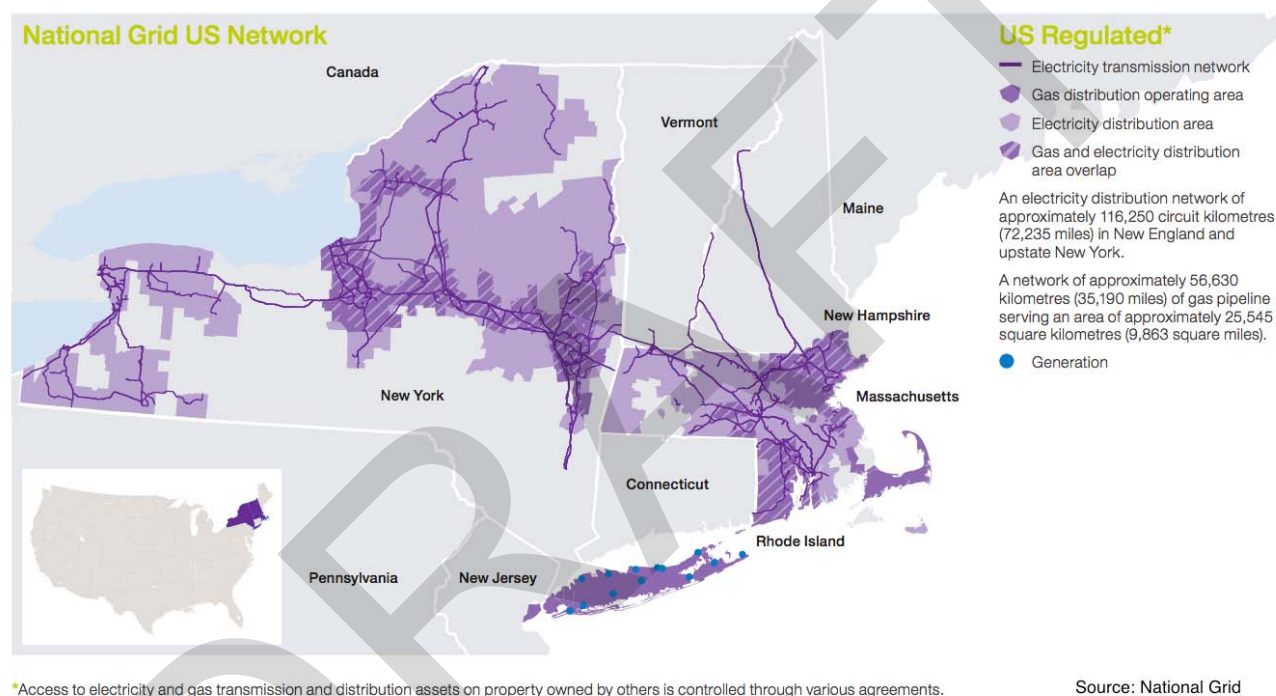 National Grid US Network
US Regulated*
Electricity transmission network
Gas distribution operating area
Electricity distribution area
Gas and electricity distribution
area overlap
An electricity distribution network of
approximately 116,250 circuit kilometres
(72,235 miles) in New England and
upstate New York.
A network of approximately 56,630
kilometres (35,190 miles) of gas pipeline
serving an area of approximately 25,545
square kilometres (9,863 square miles).
Generation
Canada
Vermont
Maine
New Hampshire
New York
Massachusetts
Connecticut
Rhode Island
Pennsylvania
New Jersey
DRAFT
*Access to electricity and gas transmission and distribution assets on property owned by others is controlled through various agreements.
Source: National Grid